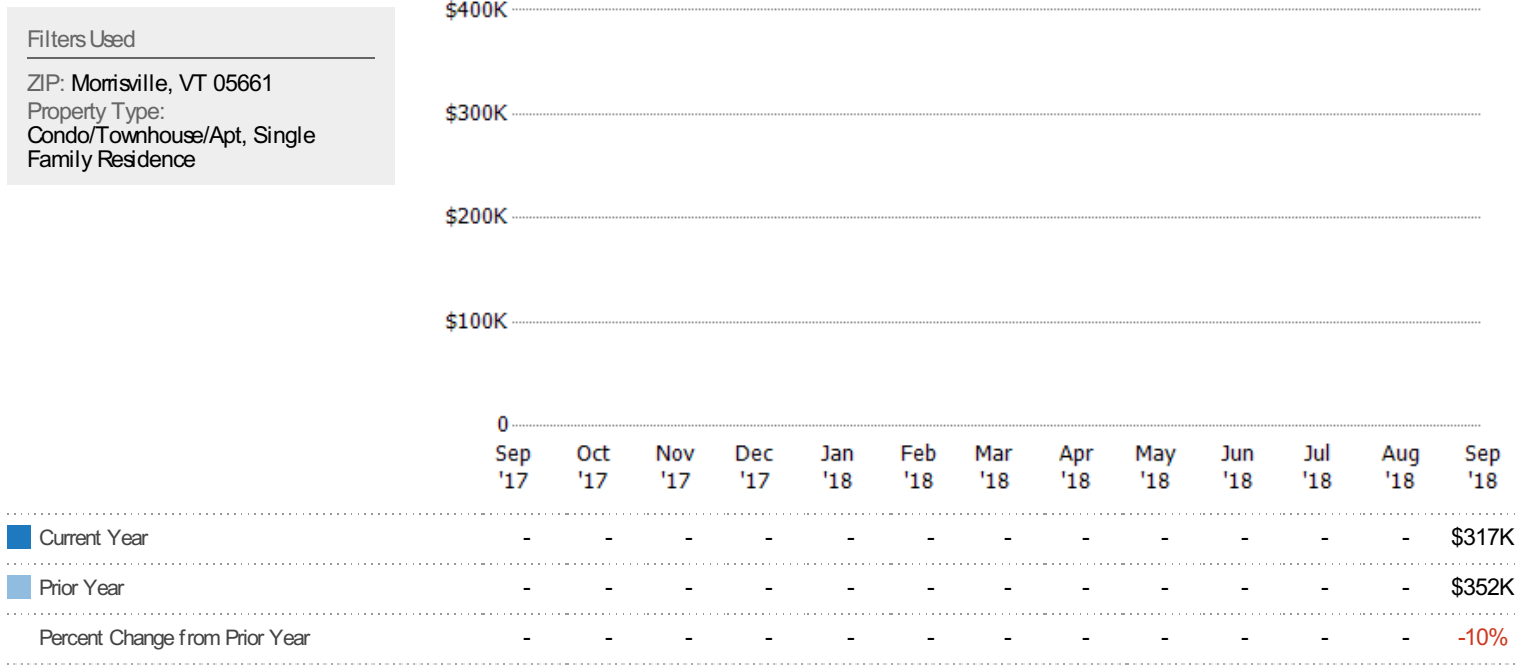 Filters Used
ZIP: Morrisville, VT 05661
Property Type:
Condo/Townhouse/Apt, Single
Family Residence
$400K
$300K
$200K
$100K
0
Sep Oct Nov Dec Jan Feb Mar Apr May Jun Jul Aug Sep
'17 '17 '17 '17 '18 '18 '18 '18 '18 '18 '18 '18 '18
Current Year - - - - - - - - - - - - $317K
Prior Year - - - - - - - - - - - - $352K
Percent Change from Prior Year - - - - - - - - - - - - -10%